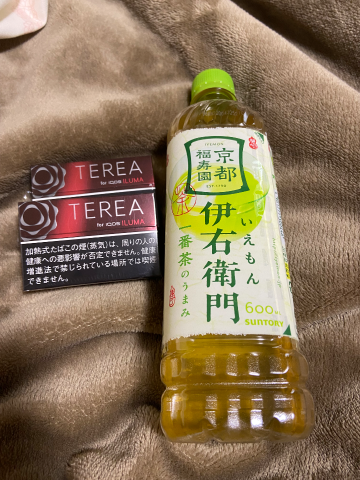 TEREA
for IQOS ILUMA
TEREA
for IQOS ILUMA
加熱式たばこの煙(蒸気)は、周りの人の
健康への悪影響が否定できません。健康
増進法で禁じられている場所では喫煙
できません。
IYEMON
京都
福寿園
EST.1790
いえもん
伊右衛門
一番茶のうまみ
600
SUNTORY